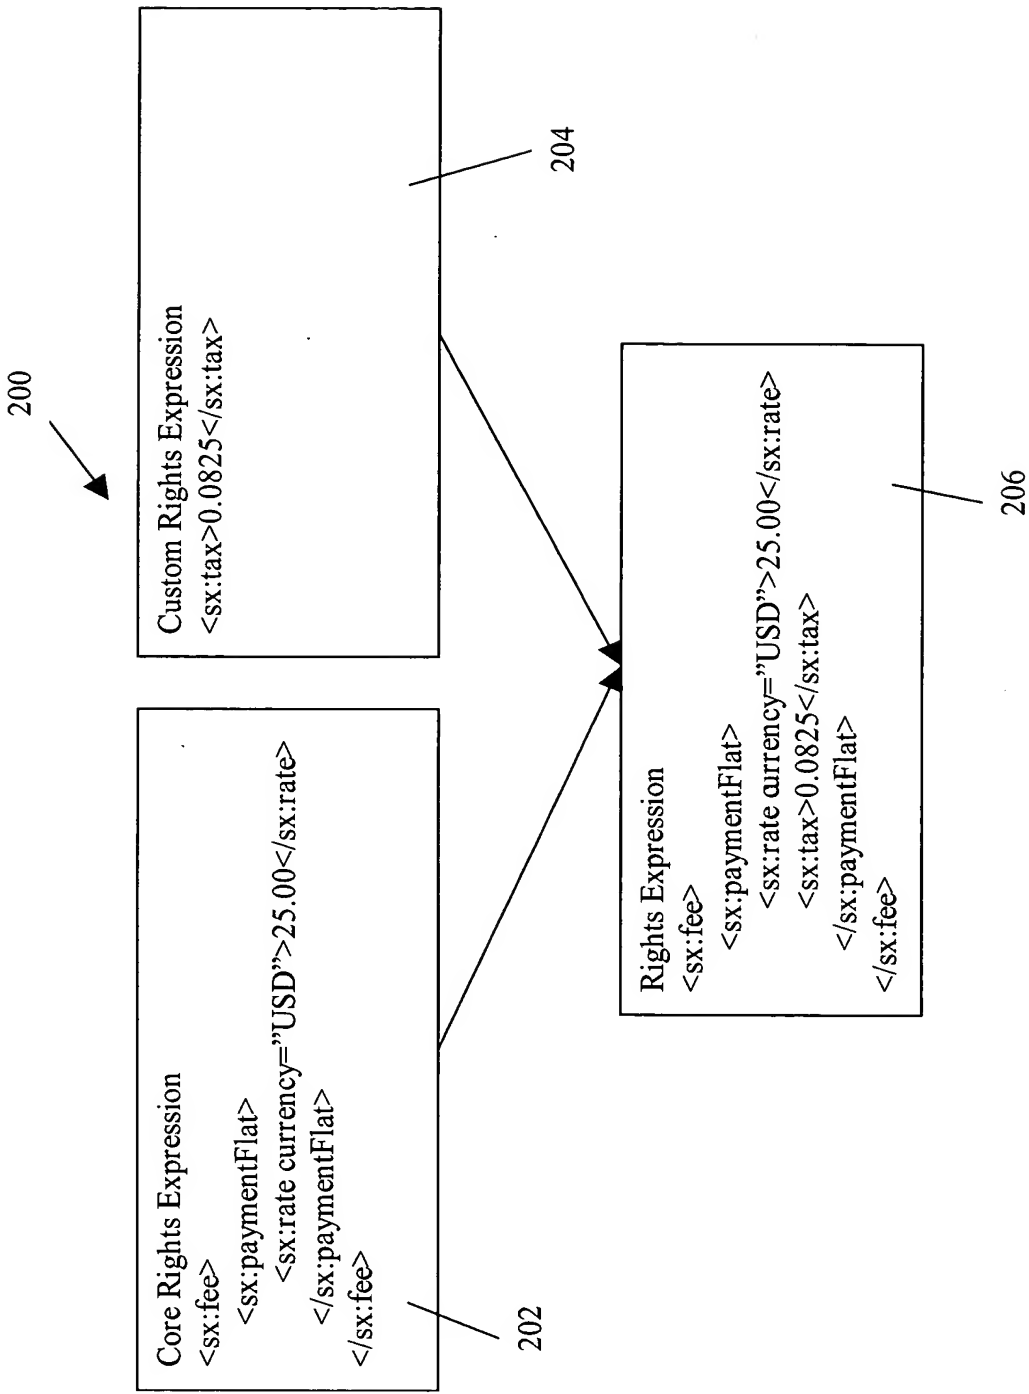 200
Core Rights Expression
<sx:fee>
<sx:paymentFlat>
<sx:rate currency=”USD”>25.00</sx:rate>
</sx:paymentFlat>
</sx:fee>
202
Custom Rights Expression
<sx:tax>0.0825</sx:tax>
204
Rights Expression
<sx:fee>
<sx:paymentFlat>
<sx:rate currency=”USD”>25.00</sx:rate>
<sx:tax>0.0825</sx:tax>
</sx:paymentFlat>
</sx:fee>
206